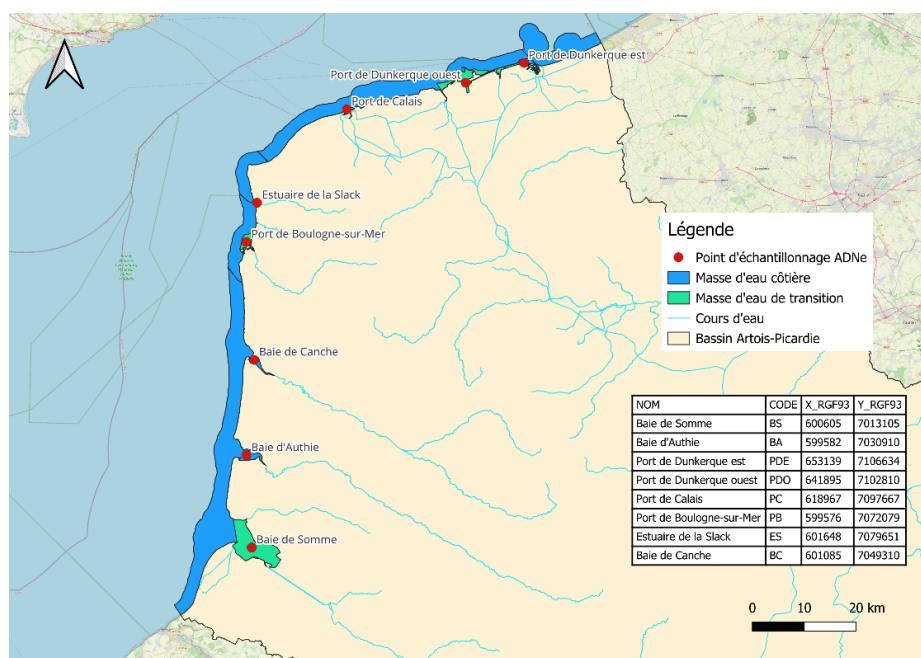 Port de Dunkerque est
Port de Dunkerque ouest
Port de Calais
Estuaire de la Slack
Port de Boulogne-sur-Mer
Baie de Canche
Baie d'Authie
Baie de Somme
Légende
Point d'échantillonnage ADNe
Masse d'eau côtière
Masse d'eau de transition
Cours d'eau
Bassin Artois-Picardie
NOM CODE X_RGF93 Y_RGF93
Baie de Somme BS 600605 7013105
Baie d'Authie BA 599582 7030910
Port de Dunkerque est PDE 653139 7106634
Port de Dunkerque ouest PDO 641895 7102810
Port de Calais PC 618967 7097667
Port de Boulogne-sur-Mer PB 599576 7072079
Estuaire de la Slack ES 601648 7079651
Baie de Canche BC 601085 7049310
0 10 20 km